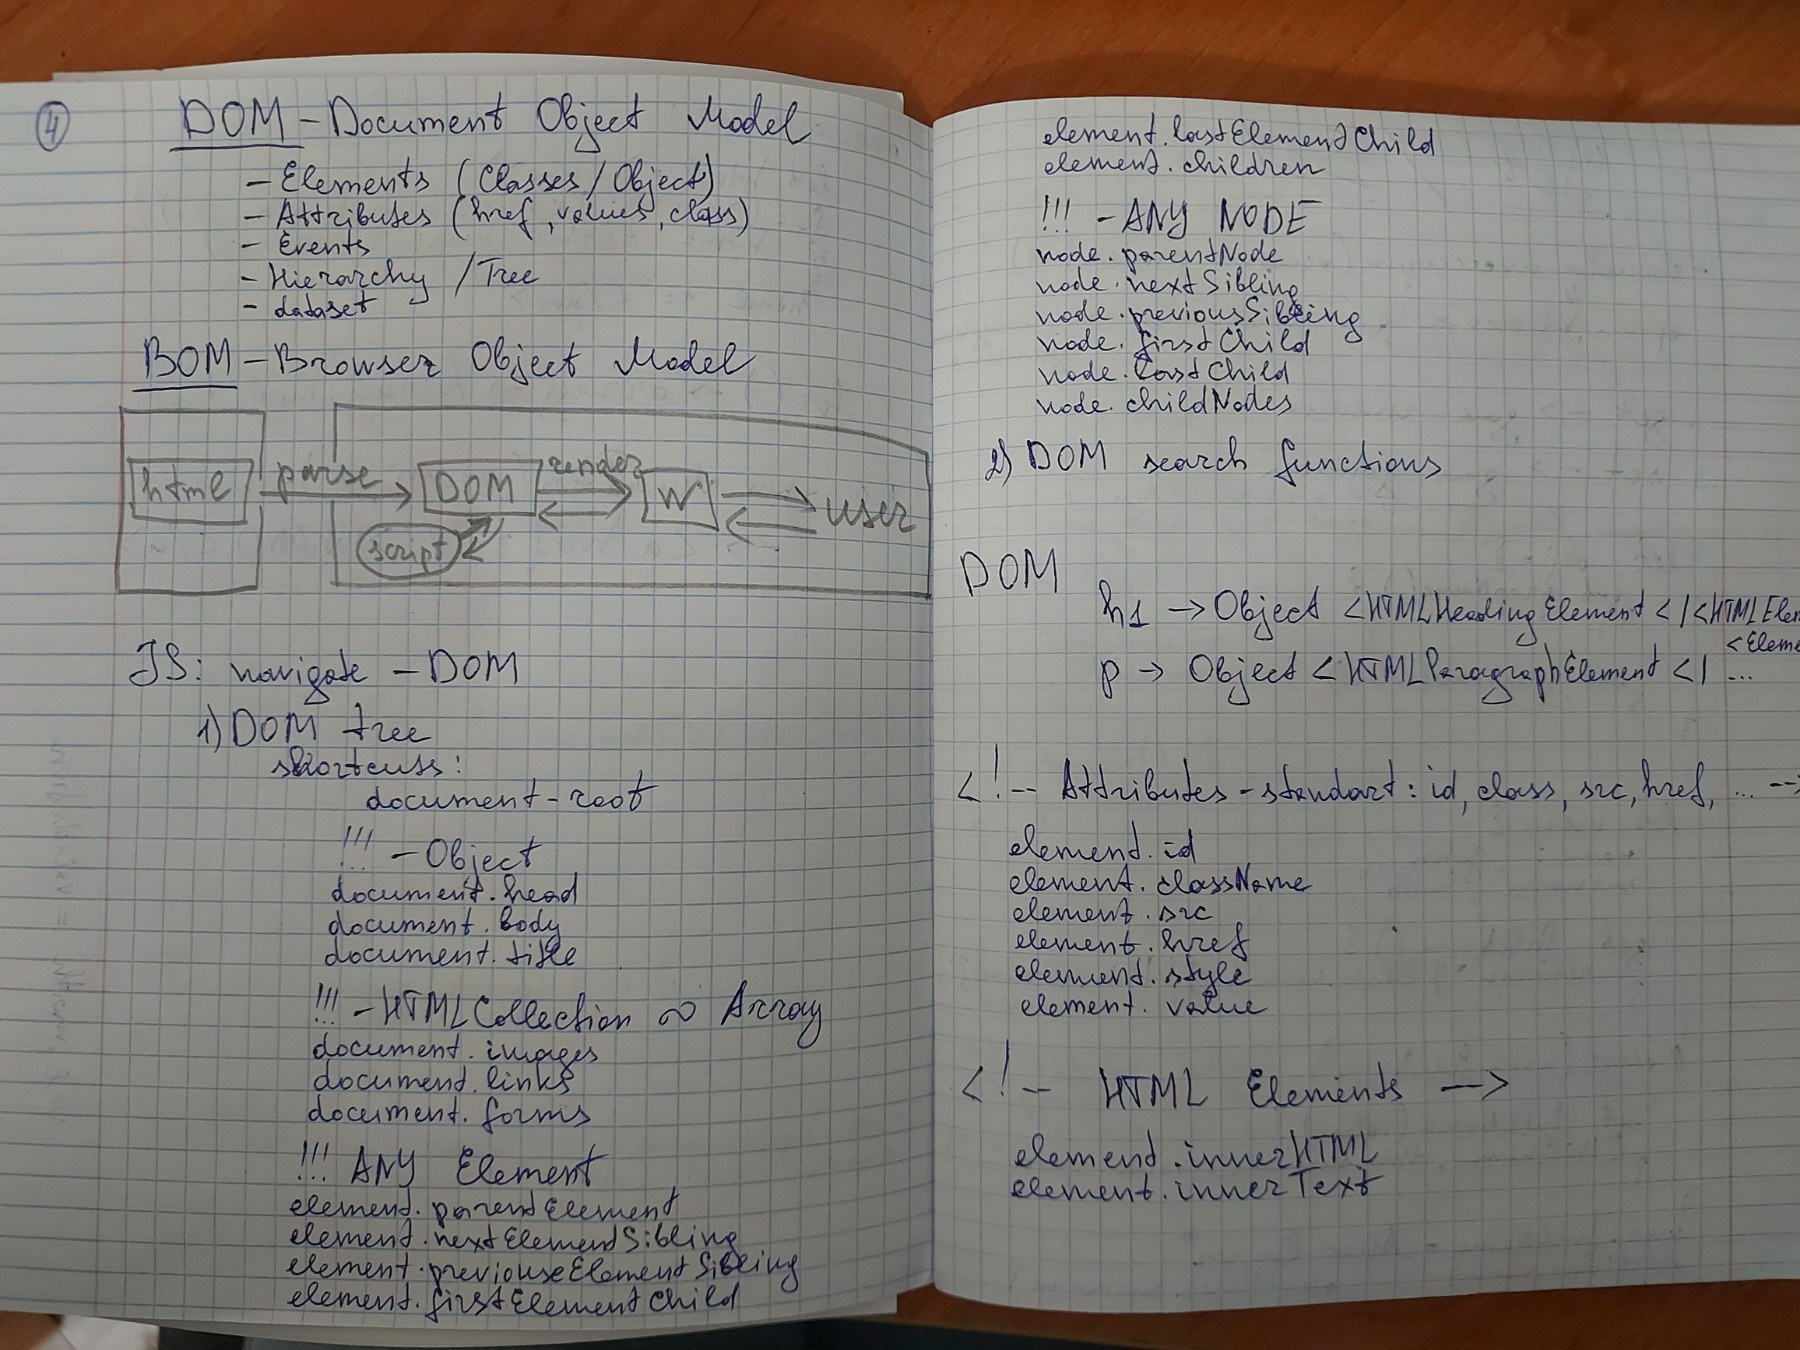 4
DOM - Document Object Model
- Elements (Classes/Object)
- Attributes (href, values, class)
- Events
- Hierarchy / Tree
- dataset
BOM - Browser Object Model
html parse DOM render W user
script
JS: navigate - DOM
1) DOM tree
shortcuts:
document - root
!!! - Object
document.head
document.body
document.title
!!! - HTMLCollection ∾ Array
document.images
document.links
document.forms
!!! ANY Element
element.parentElement
element.nextElementSibling
element.previouseElementSibling
element.firstElementChild
element.lastElementChild
element.children
!!! - ANY NODE
node.parentNode
node.nextSibling
node.previousSibling
node.firstChild
node.lastChild
node.childNodes
2) DOM search functions
DOM
h1 → Object <HTMLHeadingElement <|<HTMLElem
<Eleme
p → Object <HTMLParagraphElement <| ...
<!-- Attributes - standart: id, class, src, href, ... -->
element.id
element.className
element.src
element.href
element.style
element.value
<!-- HTML Elements -->
element.innerHTML
element.innerText